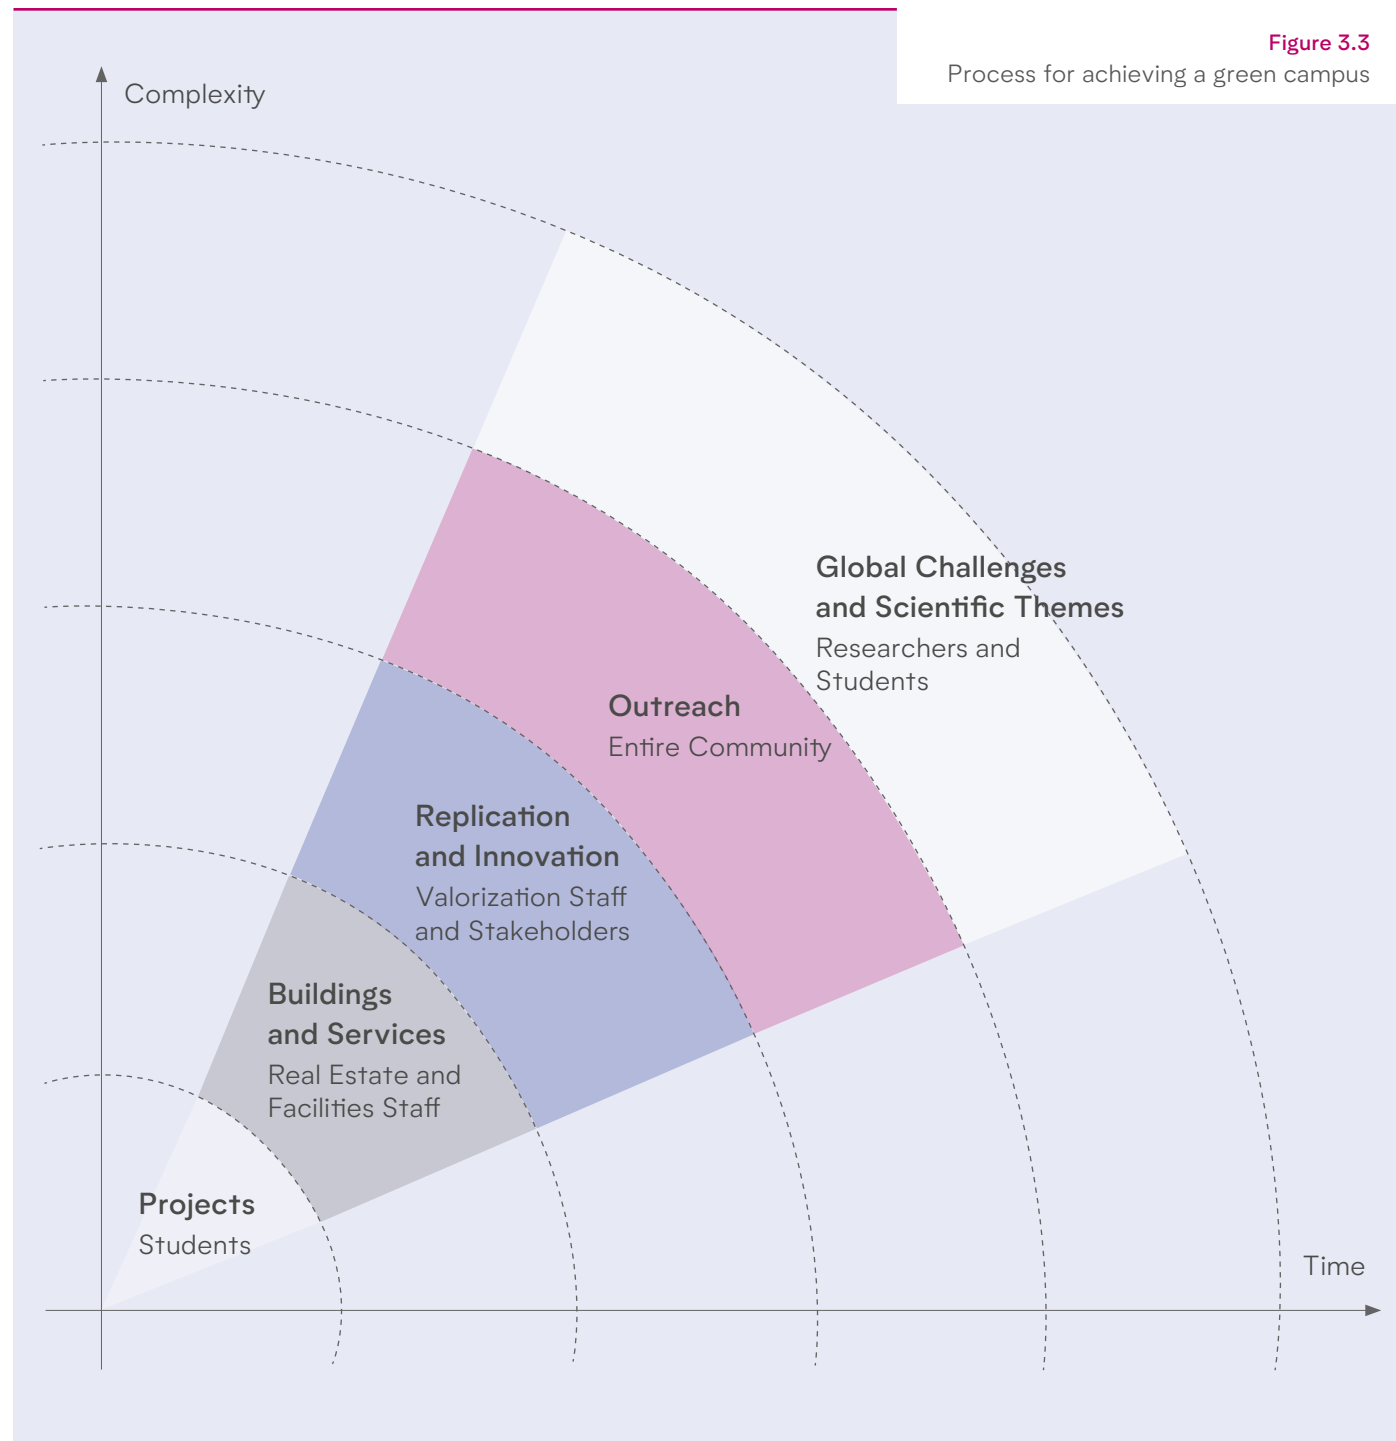 Figure 3.3
Process for achieving a green campus
Complexity
Global Challenges
and Scientific Themes
Researchers and
Students
Outreach
Entire Community
Replication
and Innovation
Valorization Staff
and Stakeholders
Buildings
and Services
Real Estate and
Facilities Staff
Projects
Students
Time